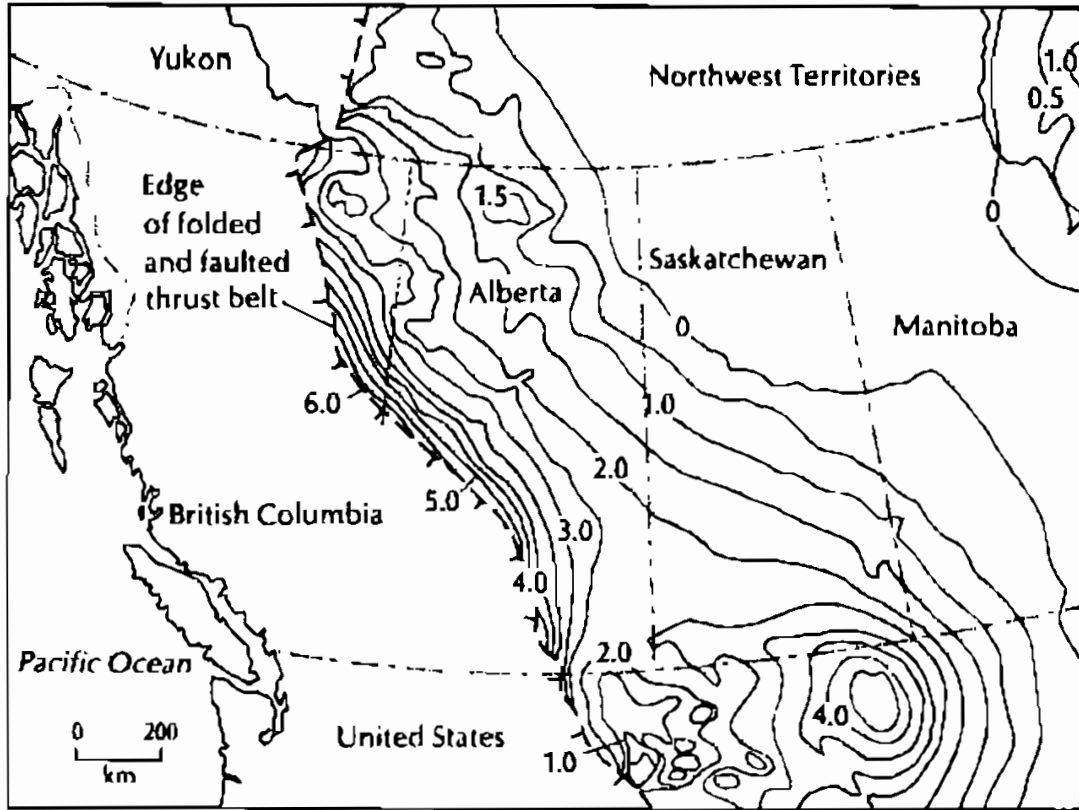 Yukon
Northwest Territories
1.0
0.5
Edge
of folded
and faulted
thrust belt
1.5
0
Saskatchewan
Alberta
0
Manitoba
6.0
1.0
2.0
5.0
British Columbia
3.0
4.0
Pacific Ocean
2.0
4.0
0 200
km
United States
1.0